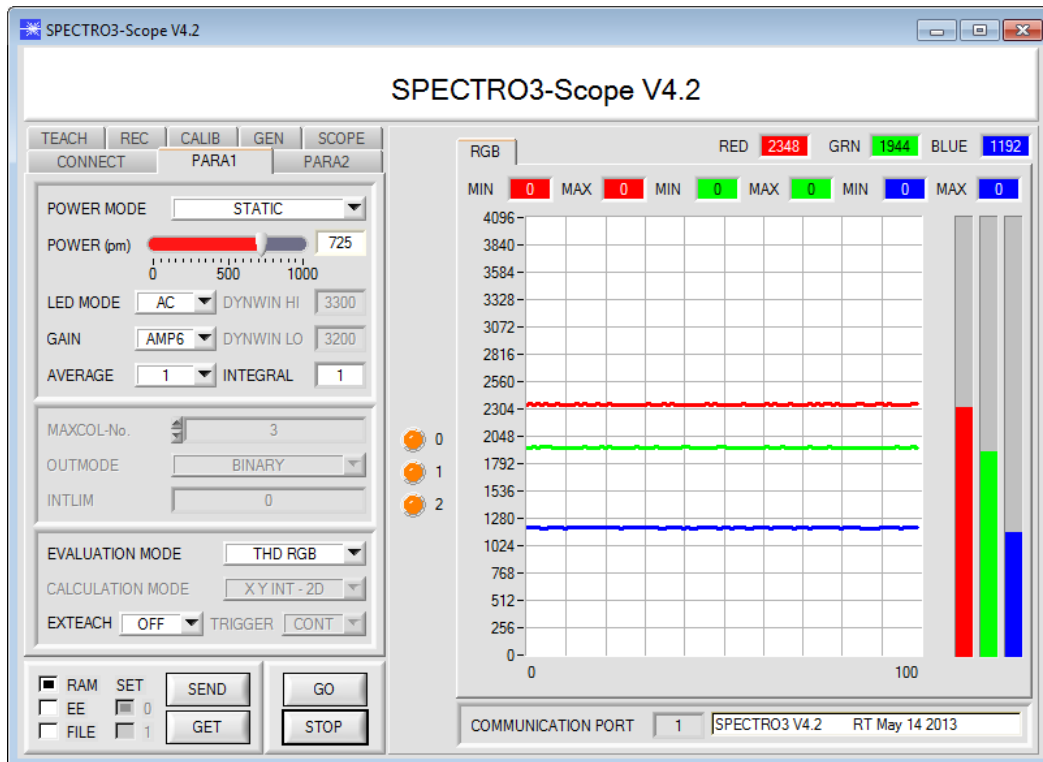 SPECTRO3-Scope V4.2
SPECTRO3-Scope V4.2
TEACH REC CALIB GEN SCOPE
CONNECT PARA1 PARA2
POWER MODE STATIC
POWER (pm) 725
0 500 1000
LED MODE AC DYNWIN HI 3300
GAIN AMP6 DYNWIN LO 3200
AVERAGE 1 INTEGRAL 1
MAXCOL-No. 3
OUTMODE BINARY
INTLIM 0
EVALUATION MODE THD RGB
CALCULATION MODE X Y INT - 2D
EXTEACH OFF TRIGGER CONT
RAM SET SEND GO
EE 0
FILE 1 GET STOP
0
1
2
RGB RED 2348 GRN 1944 BLUE 1192
MIN 0 MAX 0 MIN 0 MAX 0 MIN 0 MAX 0
4096
3840
3584
3328
3072
2816
2560
2304
2048
1792
1536
1280
1024
768
512
256
0
0 100
COMMUNICATION PORT 1 SPECTRO3 V4.2 RT May 14 2013